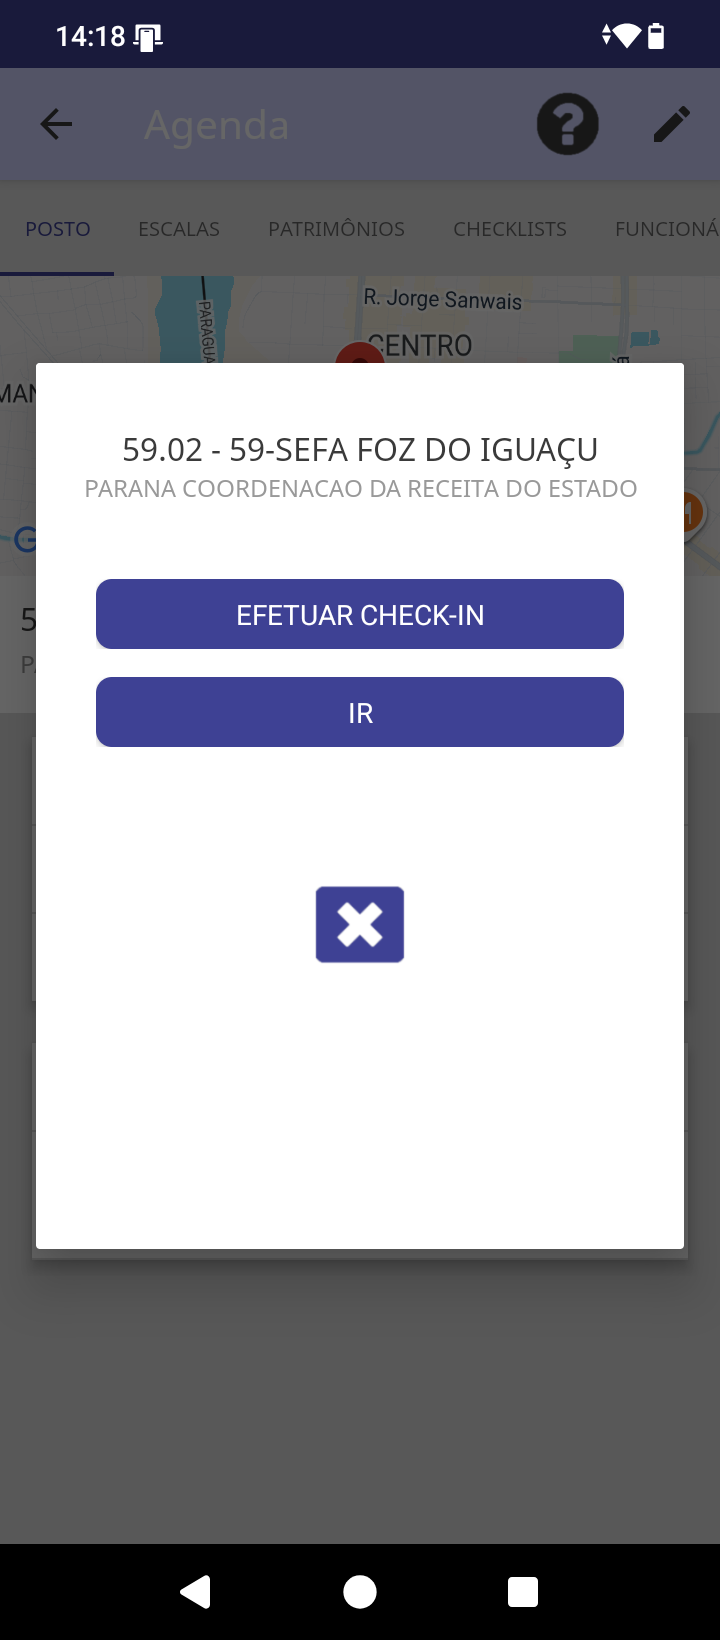 14:18
Agenda
POSTO ESCALAS PATRIMÔNIOS CHECKLISTS FUNCIONÁ
R. Jorge Sanwais
CENTRO
PARAGUA
MAN
59.02 - 59-SEFA FOZ DO IGUAÇU
PARANA COORDENACAO DA RECEITA DO ESTADO
G
5
P
EFETUAR CHECK-IN
IR